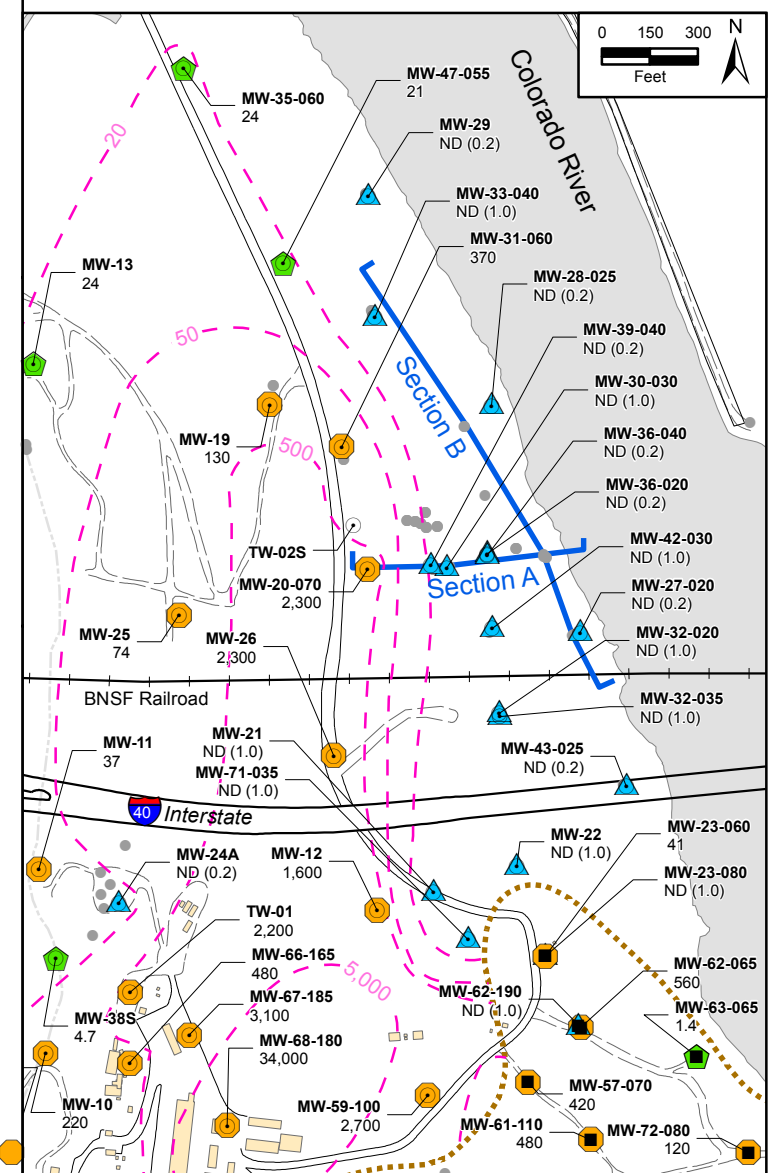 0 150 300
Feet
N
Colorado River
MW-35-060
24
MW-47-055
21
MW-29
ND (0.2)
20
MW-33-040
ND (1.0)
MW-31-060
370
MW-13
24
MW-28-025
ND (0.2)
MW-39-040
ND (0.2)
50
MW-30-030
ND (1.0)
Section B
MW-19
130
500
MW-36-040
ND (0.2)
MW-36-020
ND (0.2)
TW-02S
MW-42-030
ND (1.0)
MW-20-070
2,300
Section A
MW-27-020
ND (0.2)
MW-25
74
MW-26
2,300
MW-32-020
ND (1.0)
BNSF Railroad
MW-32-035
ND (1.0)
MW-21
ND (1.0)
MW-11
37
MW-43-025
ND (0.2)
MW-71-035
ND (1.0)
40
Interstate
MW-24A
ND (0.2)
MW-12
1,600
MW-22
ND (1.0)
MW-23-060
41
MW-23-080
ND (1.0)
TW-01
2,200
MW-66-165
480
5,000
MW-62-065
560
MW-67-185
3,100
MW-62-190
ND (1.0)
MW-63-065
1.4
MW-38S
4.7
MW-68-180
34,000
MW-10
220
MW-59-100
2,700
MW-57-070
420
MW-61-110
480
MW-72-080
120